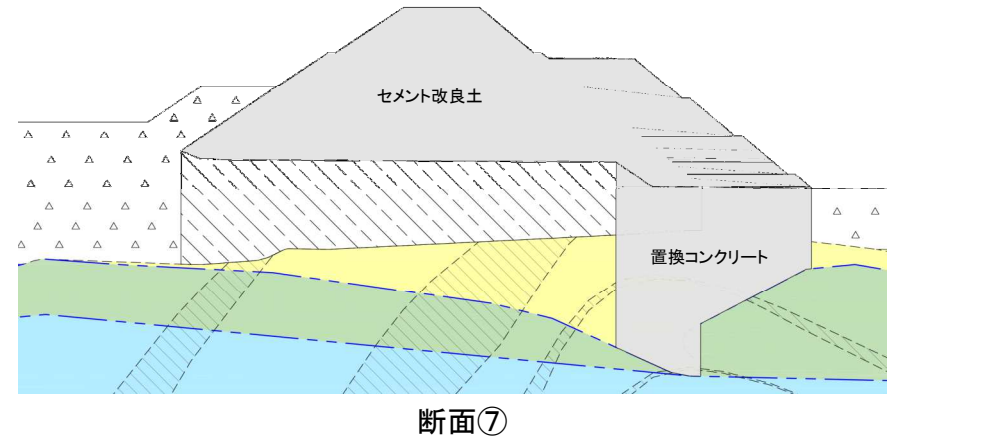 セメント改良土
置換コンクリート
断面⑦